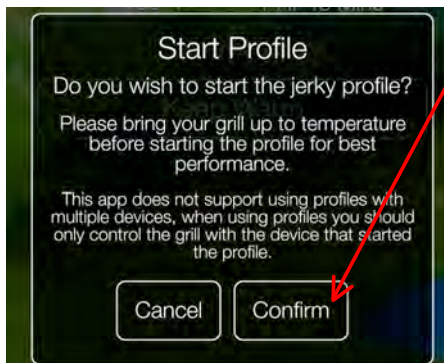 Start Profile
Do you wish to start the jerky profile?
Please bring your grill up to temperature
before starting the profile for best
performance.
This app does not support using profiles with
multiple devices, when using profiles you should
only control the grill with the device that started
the profile.
Cancel
Confirm